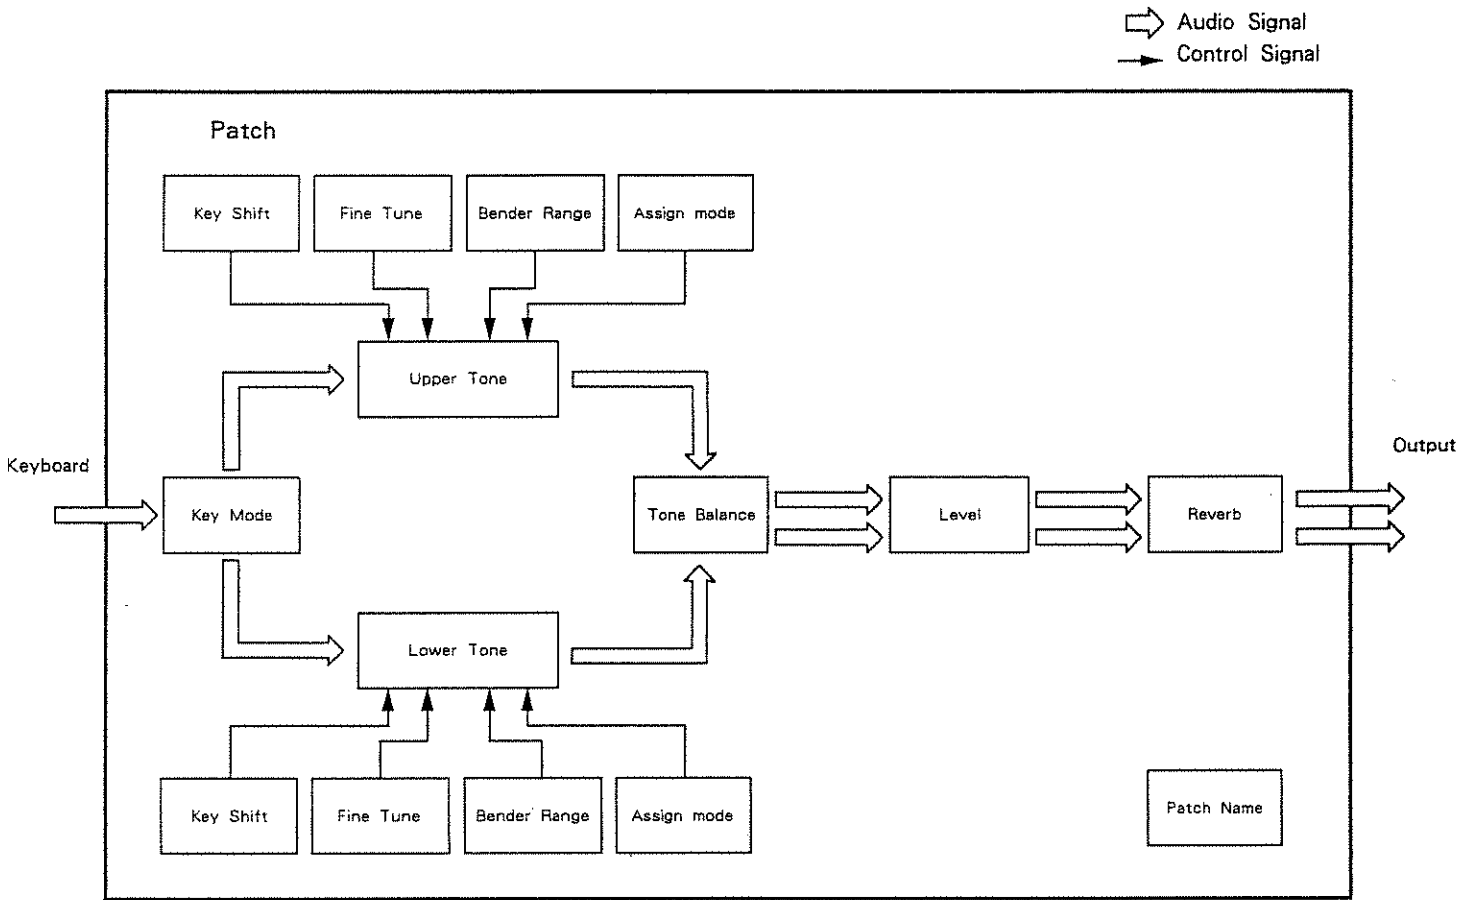 Audio Signal
Control Signal
Patch
Key Shift
Fine Tune
Bender Range
Assign mode
Upper Tone
Keyboard
Output
Key Mode
Tone Balance
Level
Reverb
Lower Tone
Key Shift
Fine Tune
Bender Range
Assign mode
Patch Name